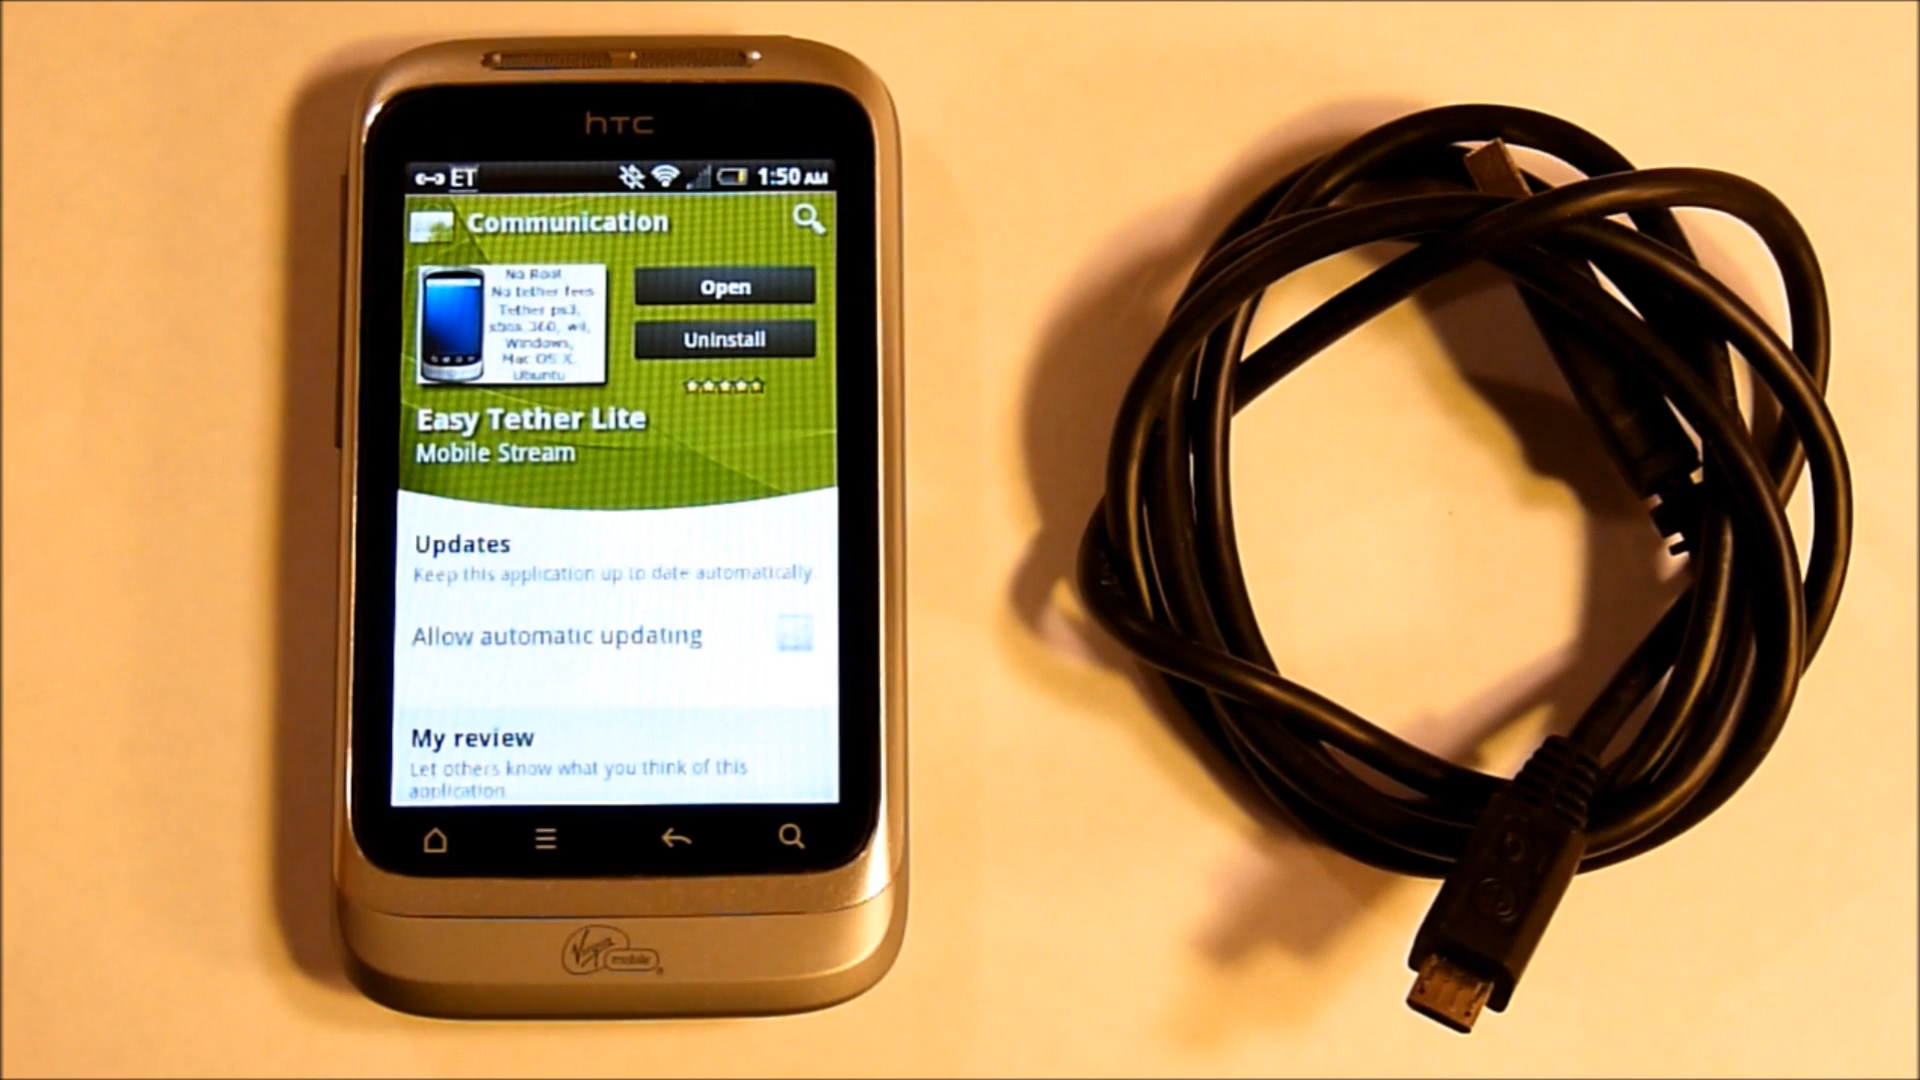 htc
ET
1:50 AM
Communication
No Root
No tether fees
Tether ps3,
xbox 360, wii,
Windows,
Mac OS X,
Ubuntu
Open
Uninstall
Easy Tether Lite
Mobile Stream
Updates
Keep this application up to date automatically.
Allow automatic updating
My review
Let others know what you think of this
application
Virgin
mobile